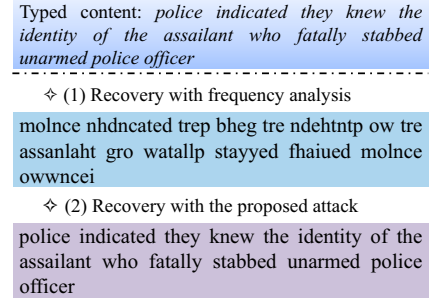 Typed content: police indicated they knew the
identity of the assailant who fatally stabbed
unarmed police officer
✧ (1) Recovery with frequency analysis
molnce nhdncated trep bheg tre ndehtntp ow tre
assanlaht gro watallp stayyed fhaiued molnce
owwncei
✧ (2) Recovery with the proposed attack
police indicated they knew the identity of the
assailant who fatally stabbed unarmed police
officer